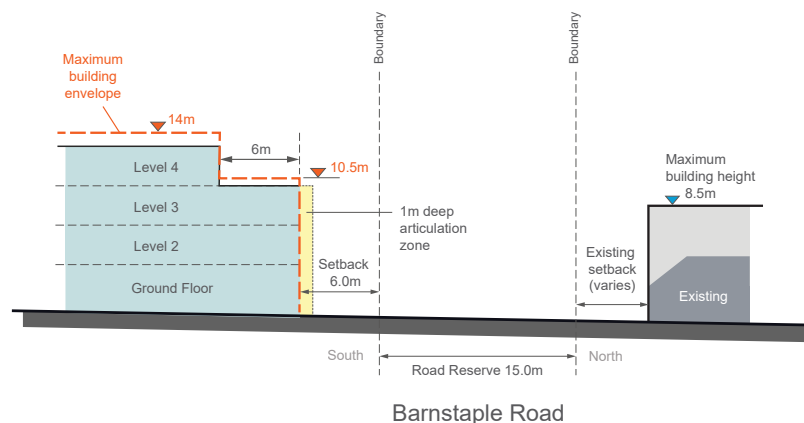 Boundary
Boundary
Maximum
building
envelope
14m
6m
10.5m
Level 4
Level 3
Level 2
Ground Floor
1m deep
articulation
zone
Setback
6.0m
Maximum
building height
8.5m
Existing
setback
(varies)
Existing
South
North
Road Reserve 15.0m
Barnstaple Road